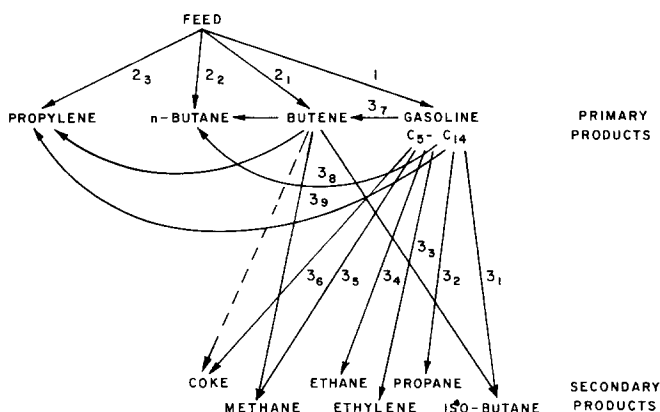 FEED
2₃ 2₂ 2₁ 1
PROPYLENE n-BUTANE BUTENE 3₇ GASOLINE PRIMARY
C₅- C₁₄ PRODUCTS
3₈
3₉
3₃
3₆ 3₅ 3₄ 3₂ 3₁
COKE ETHANE PROPANE SECONDARY
METHANE ETHYLENE ISO-BUTANE PRODUCTS